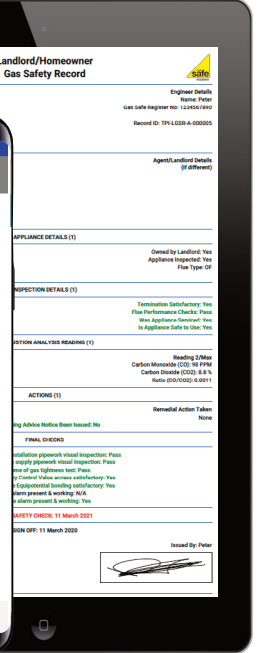 Landlord/Homeowner
Gas Safety Record
safe
Engineer Details
Name: Peter
Gas Safe Register No: 1234567890
Record ID: TPI-LGSR-A-000005
Agent/Landlord Details
(if different)
APPLIANCE DETAILS (1)
Owned by Landlord: Yes
Appliance Inspected: Yes
Flue Type: OF
NSPECTION DETAILS (1)
Termination Satisfactory: Yes
Flue Performance Checks: Pass
Was Appliance Serviced: Yes
Is Appliance Safe to Use: Yes
USTION ANALYSIS READING (1)
Reading 2/Max
Carbon Monoxide (CO): 98 PPM
Carbon Dioxide (CO2): 8.8 %
Ratio (CO/CO2): 0.0011
ACTIONS (1)
Remedial Action Taken
None
ing Advice Notice Been Issued: No
FINAL CHECKS
nstallation pipework visual inspection: Pass
supply pipework visual inspection: Pass
me of gas tightness test: Pass
y Control Valve access satisfactory: Yes
Equipotential bonding satisfactory: Yes
alarm present & working: N/A
alarm present & working: Yes
SAFETY CHECK: 11 March 2021
SIGN OFF: 11 March 2020
Issued By: Peter